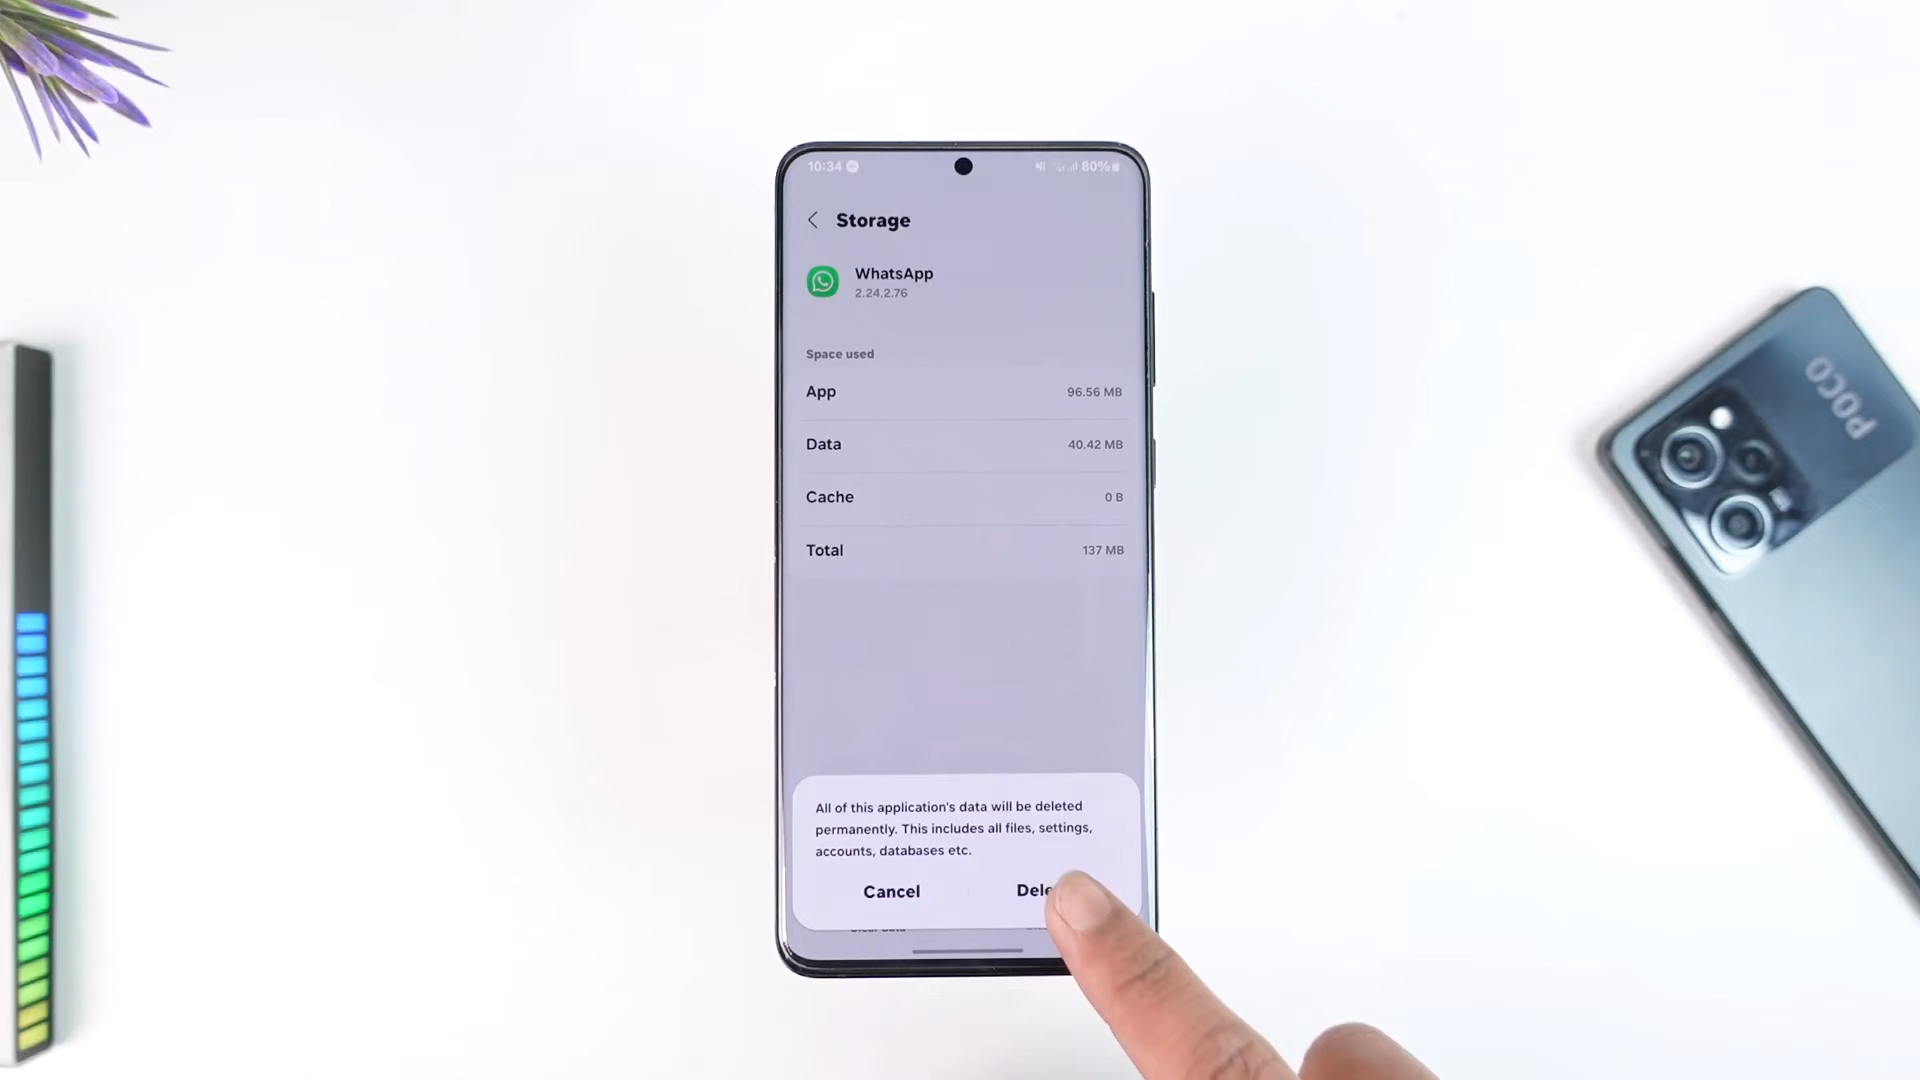 10:34
80%
Storage
WhatsApp
2.24.2.76
Space used
App 96.56 MB
Data 40.42 MB
Cache 0 B
Total 137 MB
All of this application's data will be deleted
permanently. This includes all files, settings,
accounts, databases etc.
Cancel
POCO